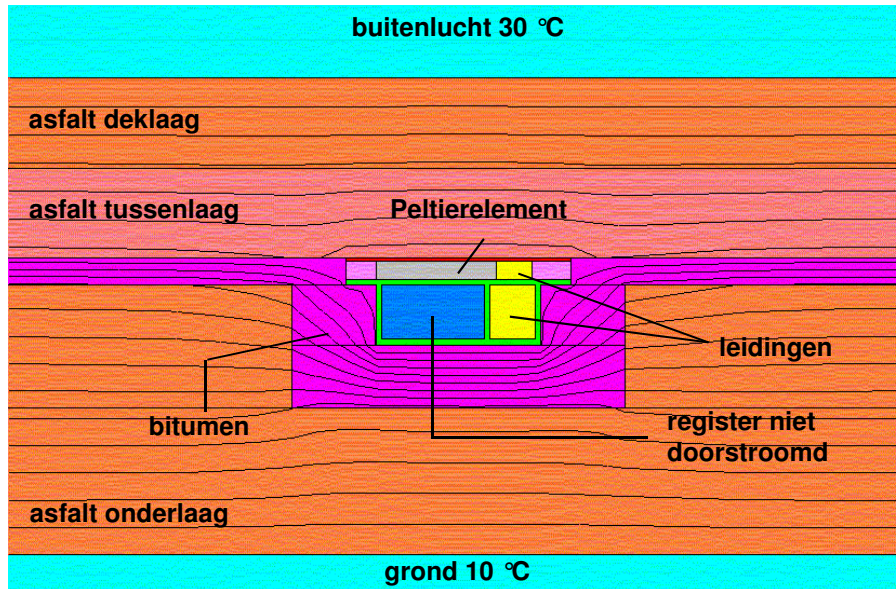 buitenlucht 30 °C
asfalt deklaag
asfalt tussenlaag
Peltierelement
leidingen
bitumen
register niet
doorstroomd
asfalt onderlaag
grond 10 °C